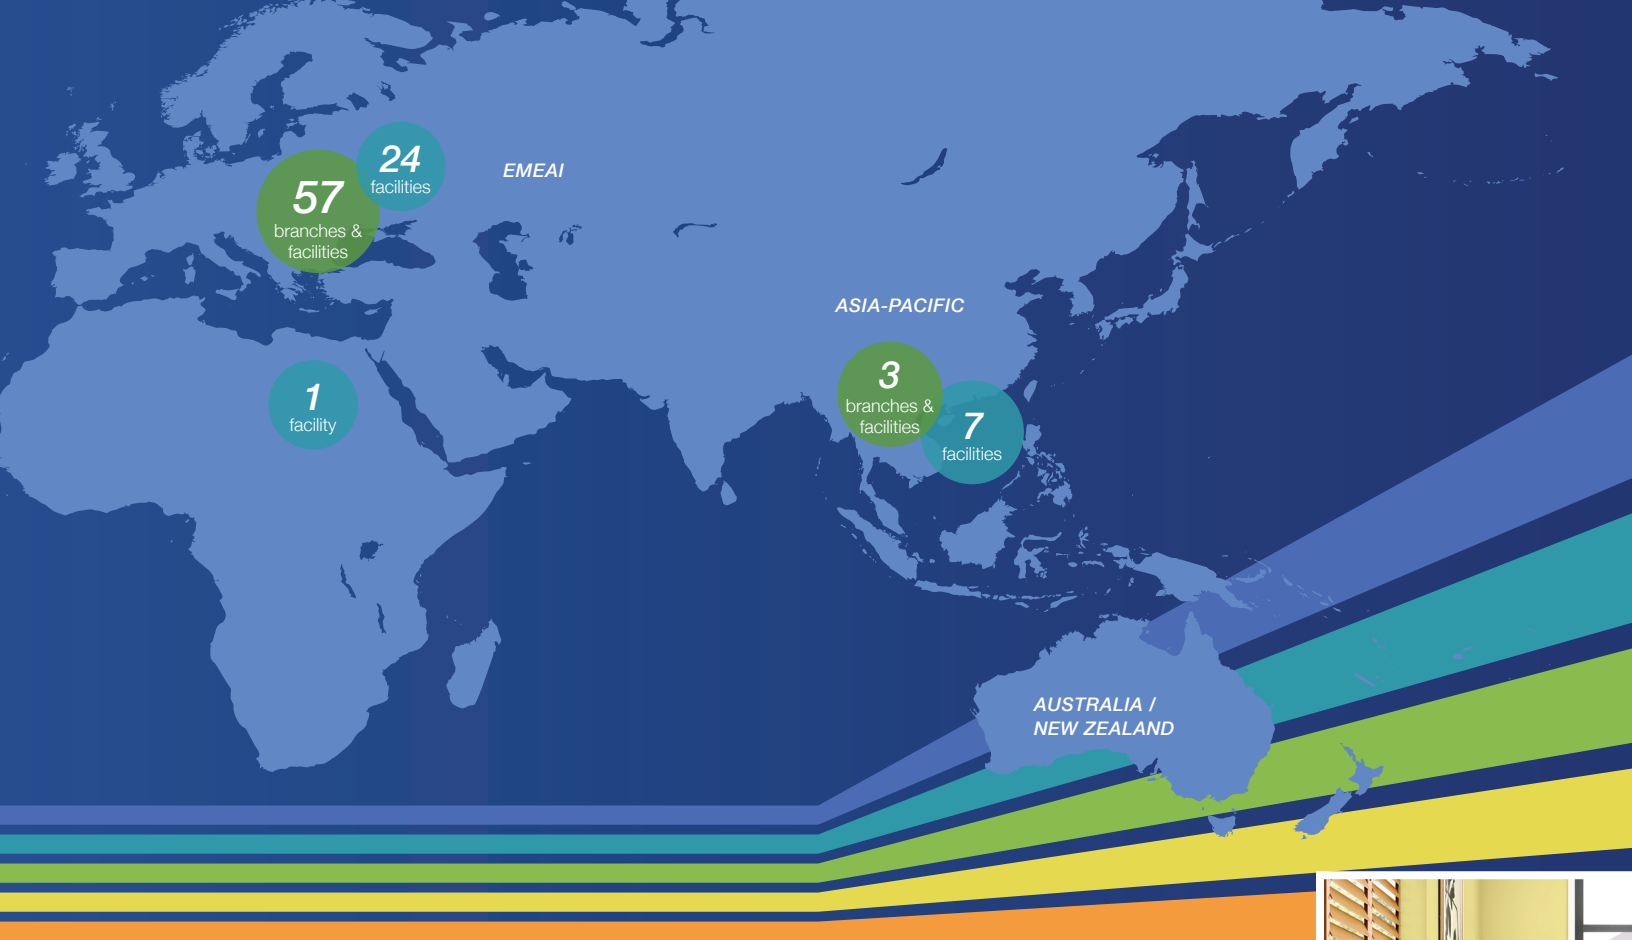 24
facilities
EMEAI
57
branches &
facilities
ASIA-PACIFIC
1
facility
3
branches &
facilities
7
facilities
AUSTRALIA /
NEW ZEALAND